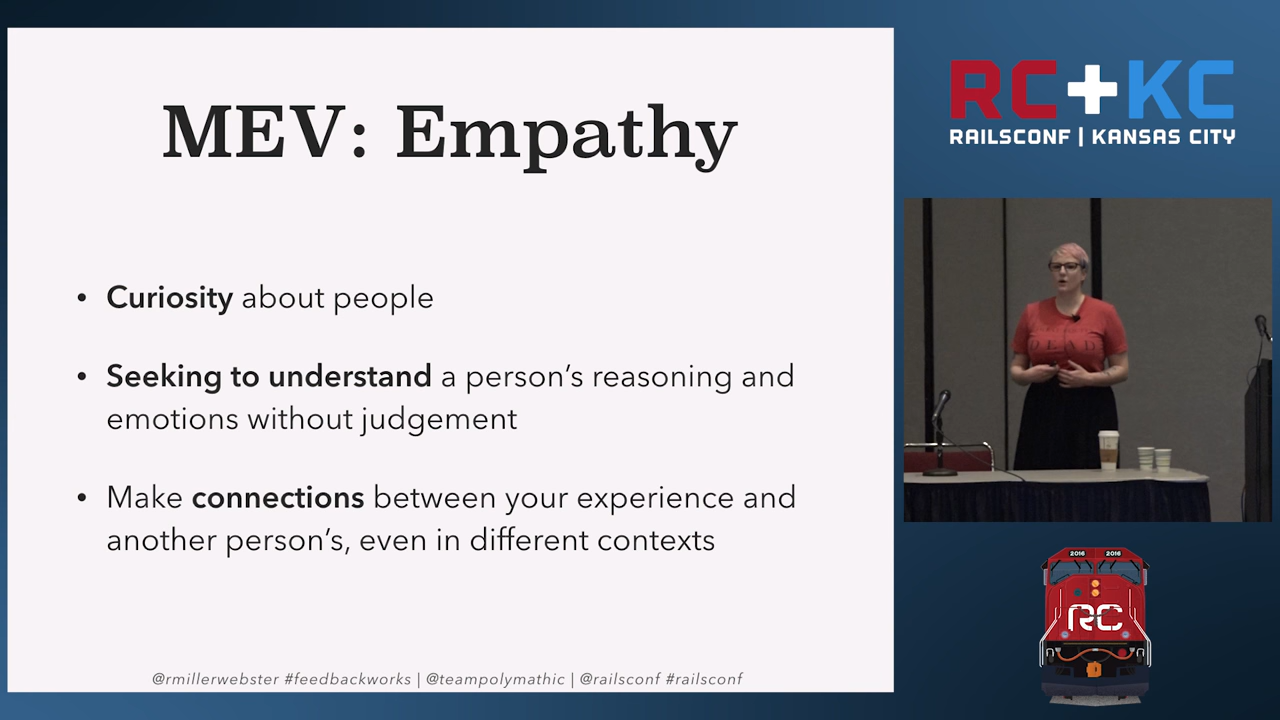 MEV: Empathy
• Curiosity about people
• Seeking to understand a person's reasoning and
emotions without judgement
• Make connections between your experience and
another person's, even in different contexts
@rmillerwebster #feedbackworks | @teampolymathic | @railsconf #railsconf
RC+KC
RAILSCONF | KANSAS CITY
DEAD
2016 2016
RC